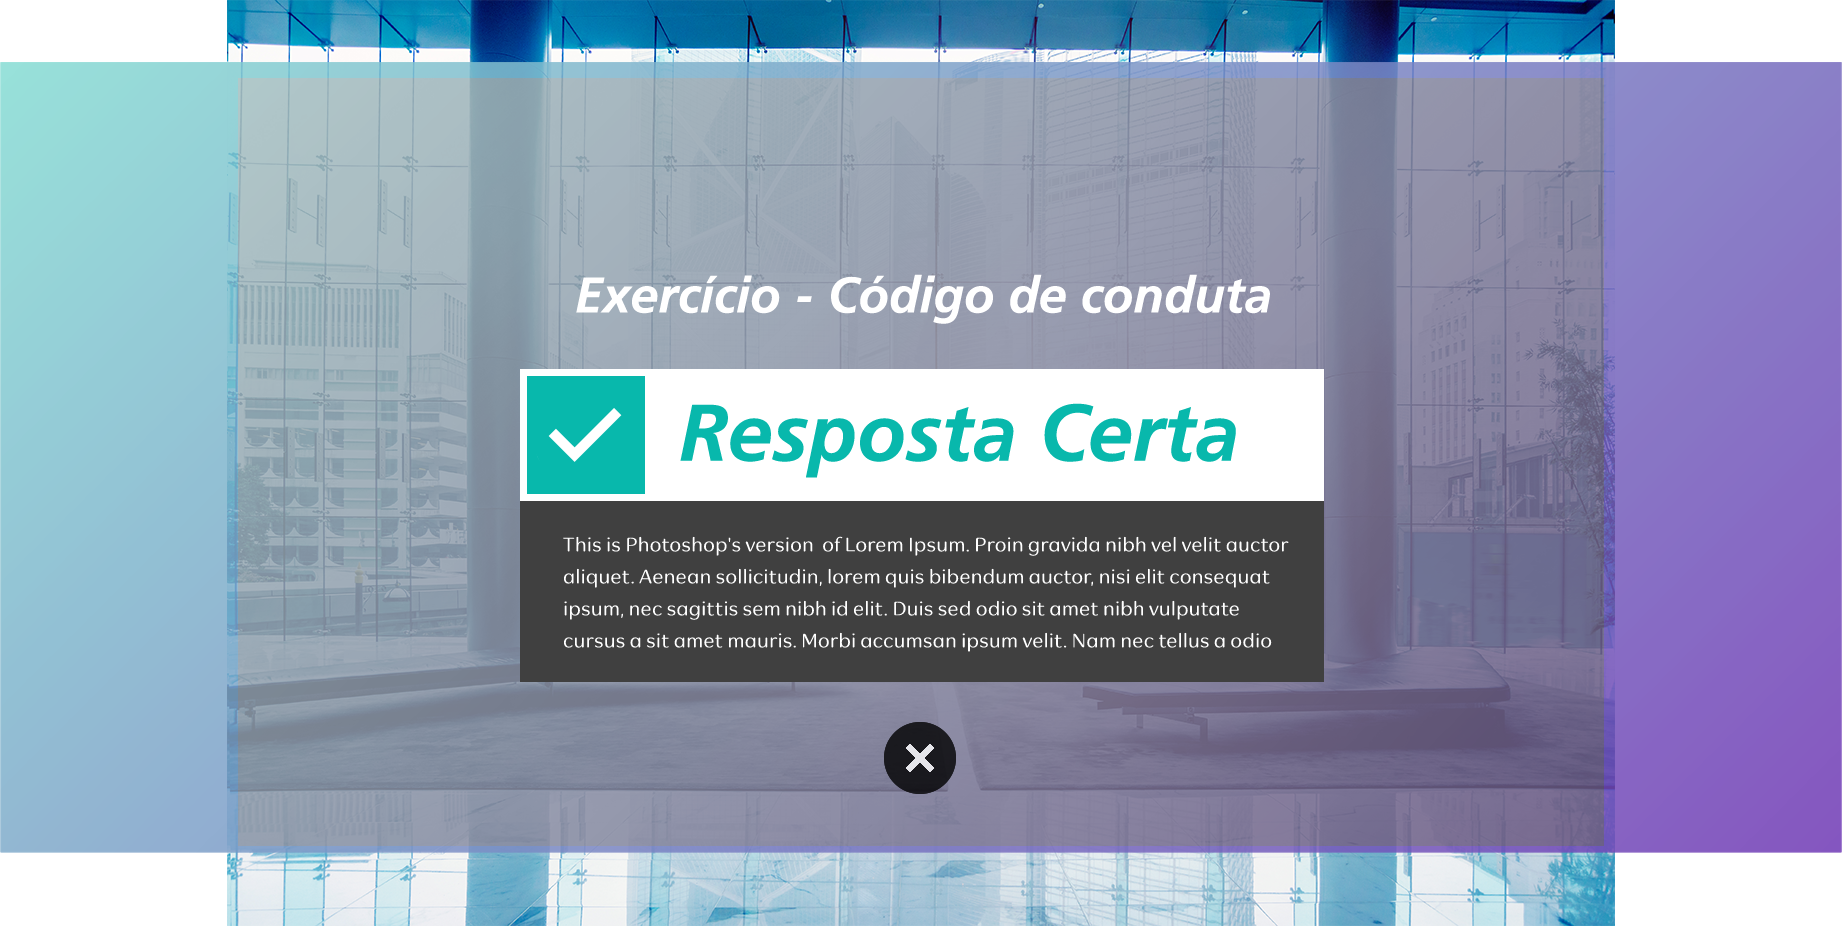 Exercício - Código de conduta
Resposta Certa
This is Photoshop's version  of Lorem Ipsum. Proin gravida nibh vel velit auctor
aliquet. Aenean sollicitudin, lorem quis bibendum auctor, nisi elit consequat
ipsum, nec sagittis sem nibh id elit. Duis sed odio sit amet nibh vulputate
cursus a sit amet mauris. Morbi accumsan ipsum velit. Nam nec tellus a odio